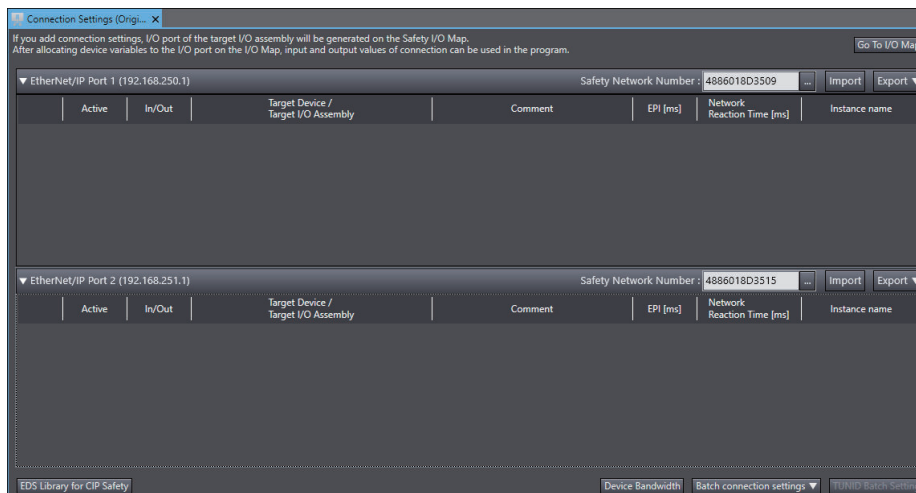 Connection Settings (Origi... X
If you add connection settings, I/O port of the target I/O assembly will be generated on the Safety I/O Map.
After allocating device variables to the I/O port on the I/O Map, input and output values of connection can be used in the program.
Go To I/O Map
▼ EtherNet/IP Port 1 (192.168.250.1) Safety Network Number : 4886018D3509 ... Import Export ▼
Active In/Out Target Device / Target I/O Assembly Comment EPI [ms] Network Reaction Time [ms] Instance name
▼ EtherNet/IP Port 2 (192.168.251.1) Safety Network Number : 4886018D3515 ... Import Export ▼
Active In/Out Target Device / Target I/O Assembly Comment EPI [ms] Network Reaction Time [ms] Instance name
EDS Library for CIP Safety Device Bandwidth Batch connection settings ▼ TUNID Batch Setting